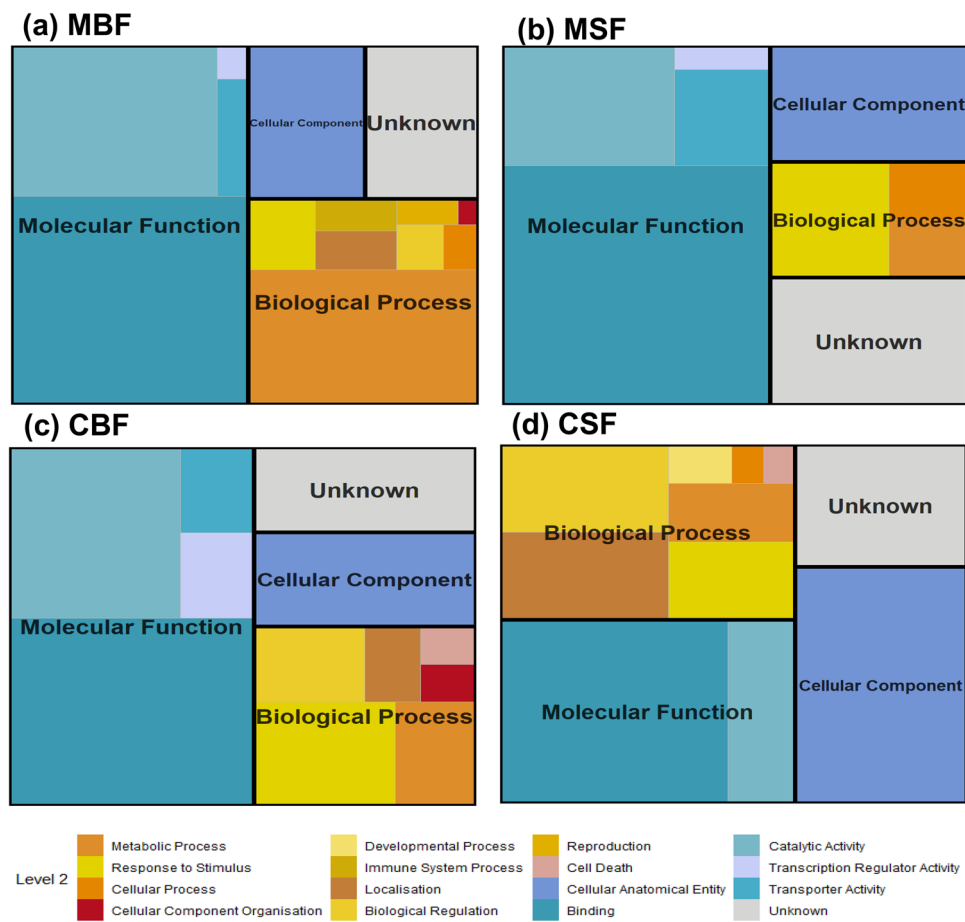 (a) MBF
Cellular Component
Unknown
Molecular Function
Biological Process
(b) MSF
Cellular Component
Molecular Function
Biological Process
Unknown
(c) CBF
Unknown
Cellular Component
Molecular Function
Biological Process
(d) CSF
Biological Process
Unknown
Molecular Function
Cellular Component
Level 2
Metabolic Process
Response to Stimulus
Cellular Process
Cellular Component Organisation
Developmental Process
Immune System Process
Localisation
Biological Regulation
Reproduction
Cell Death
Cellular Anatomical Entity
Binding
Catalytic Activity
Transcription Regulator Activity
Transporter Activity
Unknown